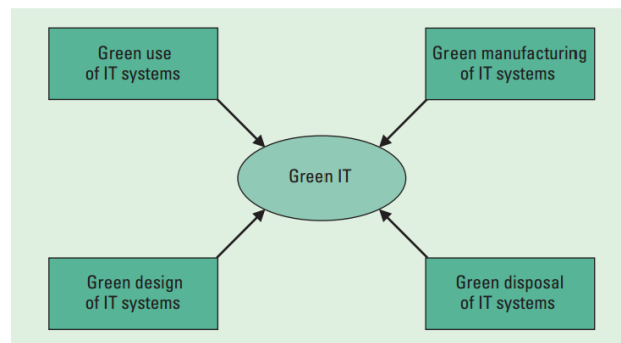 Green use
of IT systems
Green manufacturing
of IT systems
Green IT
Green design
of IT systems
Green disposal
of IT systems